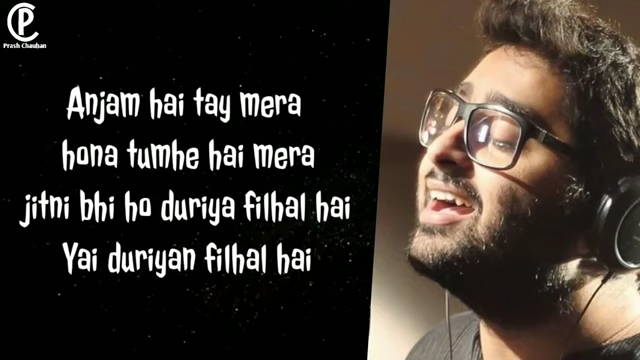 CP
Prash Chauhan
Anjam hai tay mera
hona tumhe hai mera
jitni bhi ho duriya filhal hai
Yai duriyan filhal hai